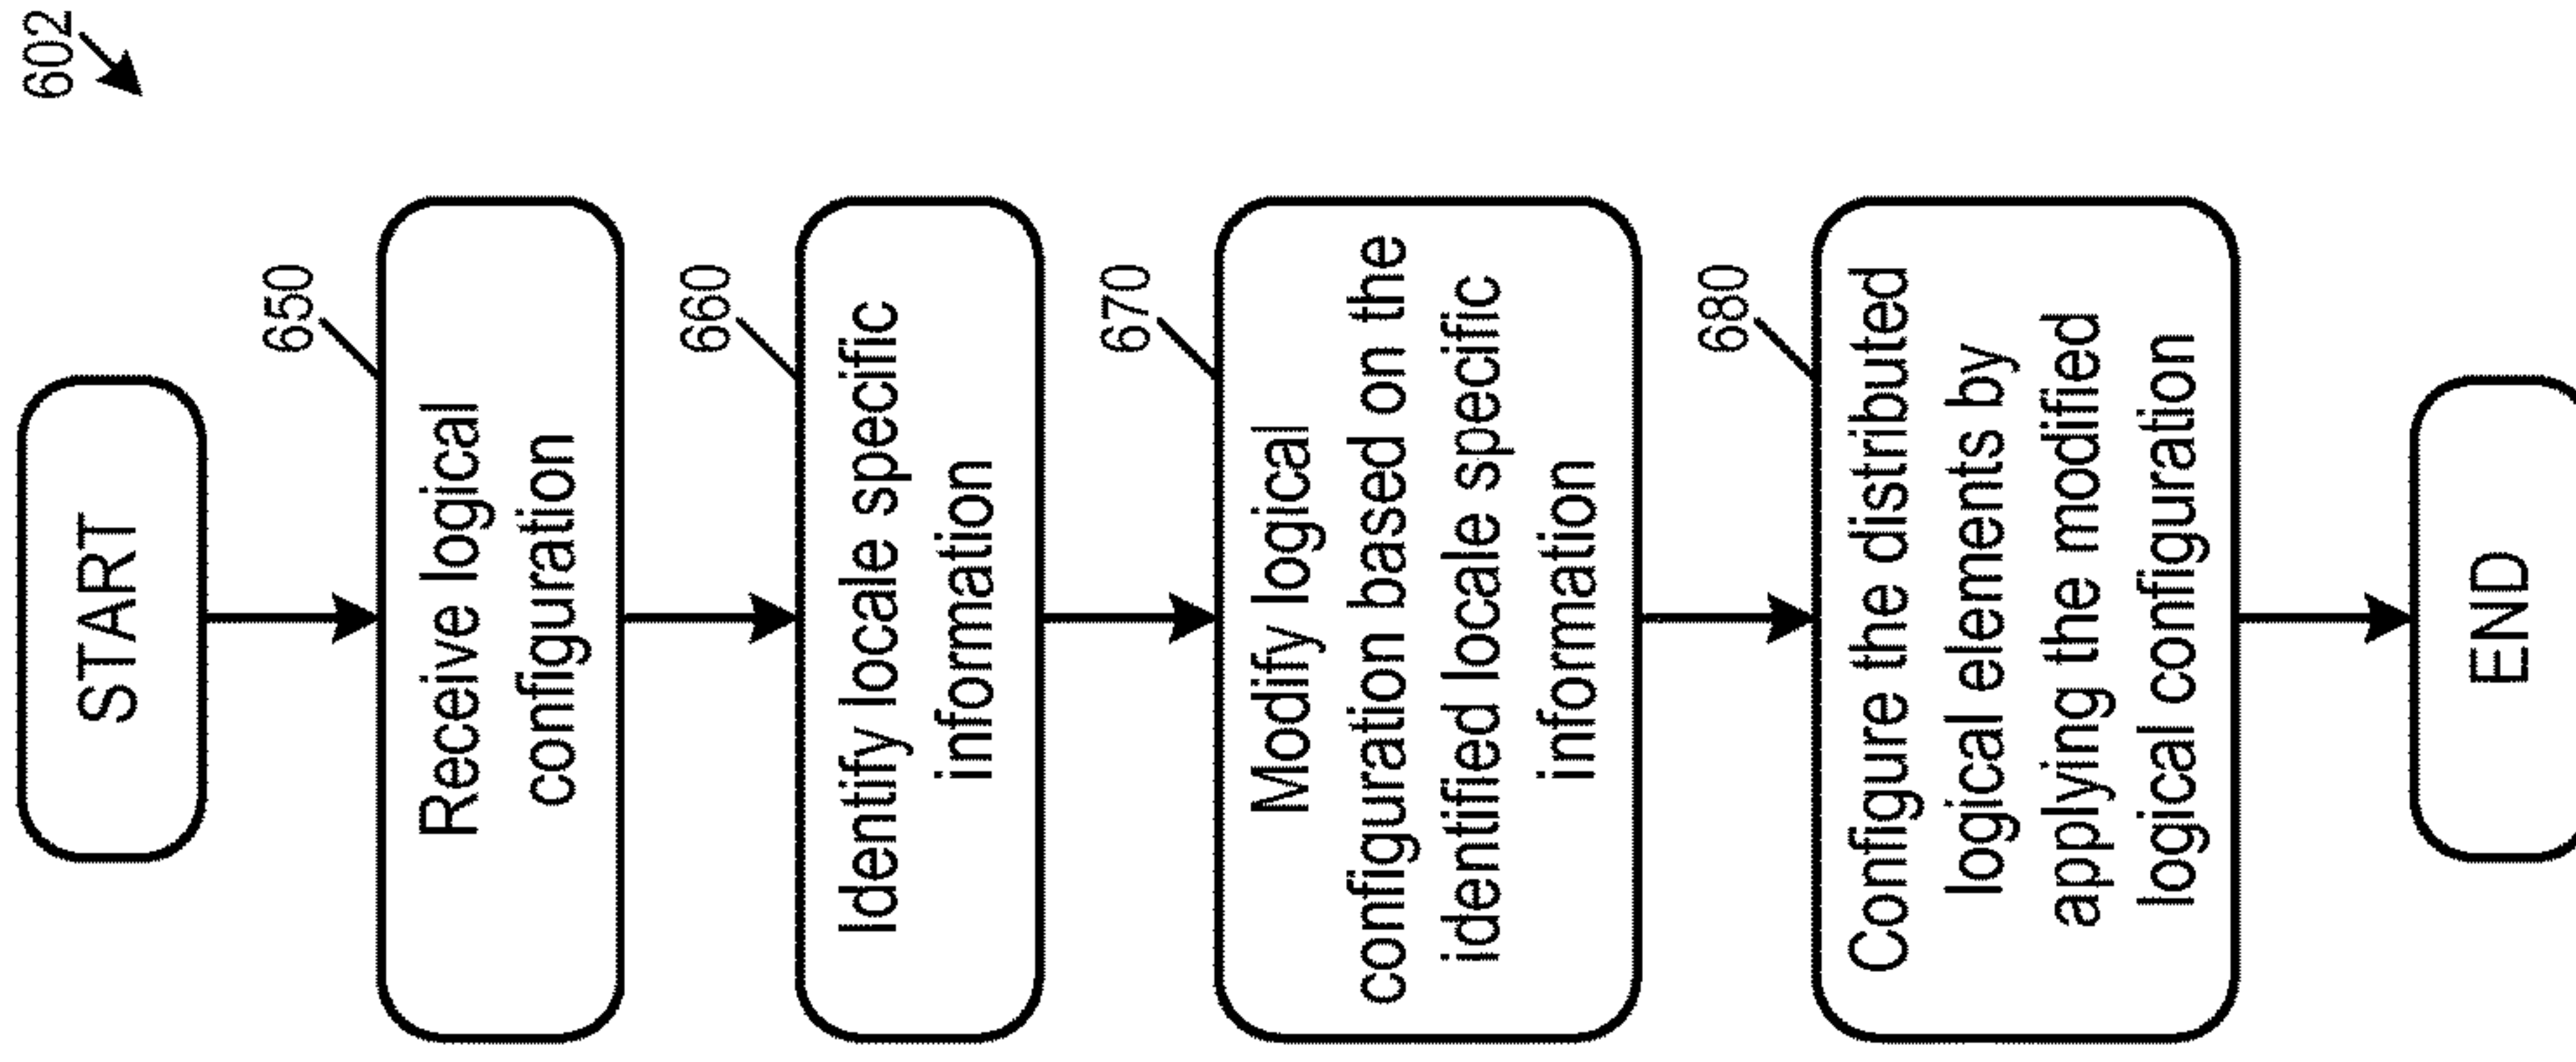 602
START
650
Receive logical
configuration
660
Identify locale specific
information
670
Modify logical
configuration based on the
identified locale specific
information
680
Configure the distributed
logical elements by
applying the modified
logical configuration
END